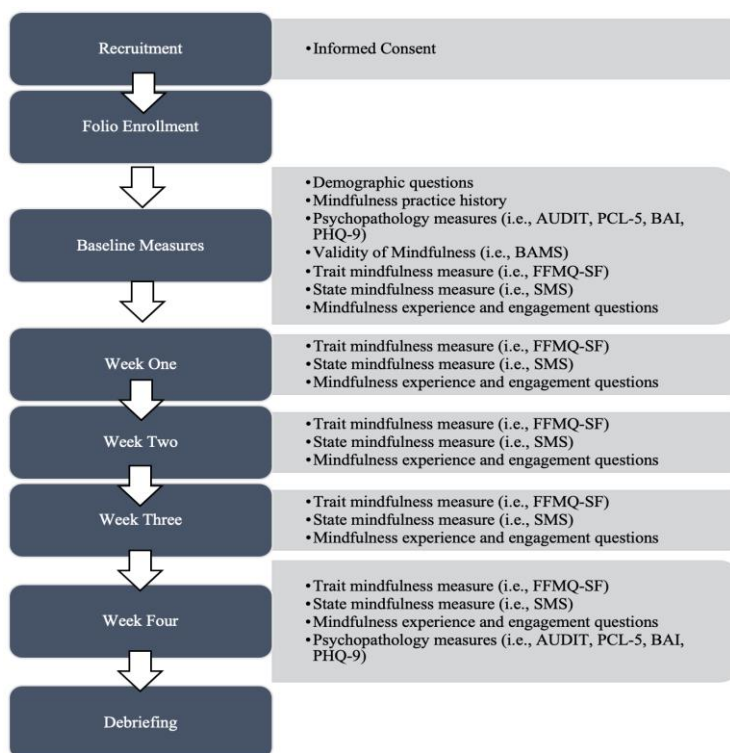 Recruitment
•Informed Consent
Folio Enrollment
Baseline Measures
•Demographic questions
•Mindfulness practice history
•Psychopathology measures (i.e., AUDIT, PCL-5, BAI,
PHQ-9)
•Validity of Mindfulness (i.e., BAMS)
•Trait mindfulness measure (i.e., FFMQ-SF)
•State mindfulness measure (i.e., SMS)
•Mindfulness experience and engagement questions
Week One
•Trait mindfulness measure (i.e., FFMQ-SF)
•State mindfulness measure (i.e., SMS)
•Mindfulness experience and engagement questions
Week Two
•Trait mindfulness measure (i.e., FFMQ-SF)
•State mindfulness measure (i.e., SMS)
•Mindfulness experience and engagement questions
Week Three
•Trait mindfulness measure (i.e., FFMQ-SF)
•State mindfulness measure (i.e., SMS)
•Mindfulness experience and engagement questions
Week Four
•Trait mindfulness measure (i.e., FFMQ-SF)
•State mindfulness measure (i.e., SMS)
•Mindfulness experience and engagement questions
•Psychopathology measures (i.e., AUDIT, PCL-5, BAI,
PHQ-9)
Debriefing